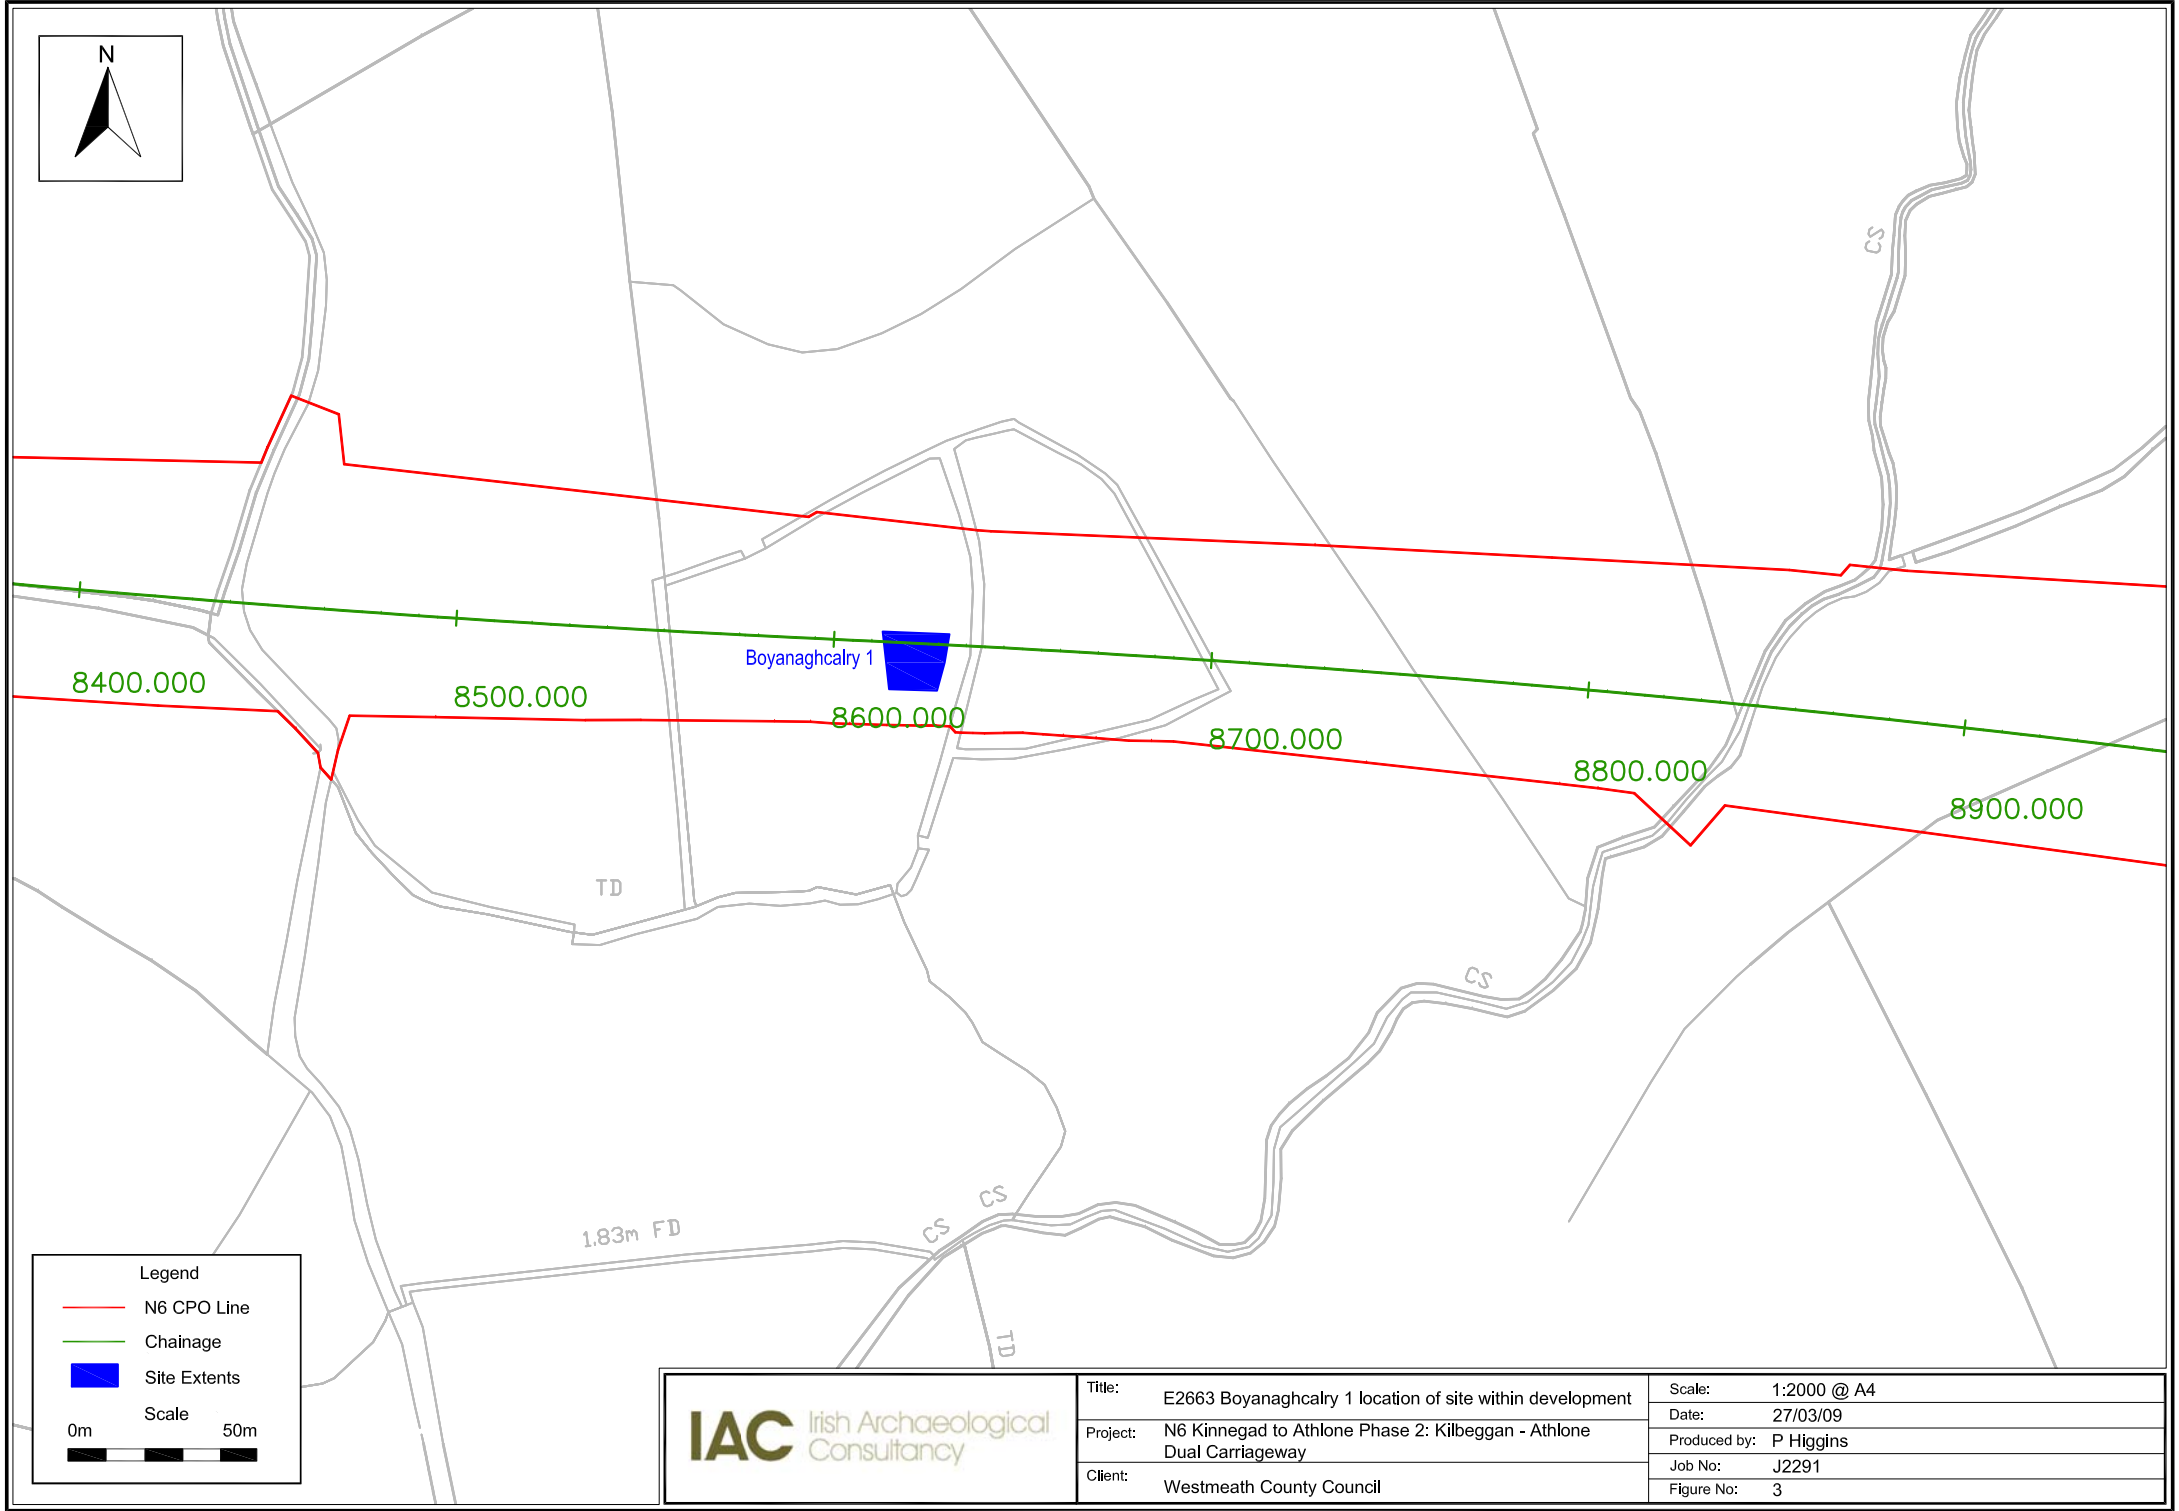 N
CS
Boyanaghcalry 1
8400.000
8500.000
8600.000
8700.000
8800.000
8900.000
TD
CS
CS
CS
1.83m FD
TD
Legend
N6 CPO Line
Chainage
Site Extents
Scale
0m 50m
IAC Irish Archaeological
Consultancy
Title: E2663 Boyanaghcalry 1 location of site within development
Project: N6 Kinnegad to Athlone Phase 2: Kilbeggan - Athlone
Dual Carriageway
Client: Westmeath County Council
Scale: 1:2000 @ A4
Date: 27/03/09
Produced by: P Higgins
Job No: J2291
Figure No: 3